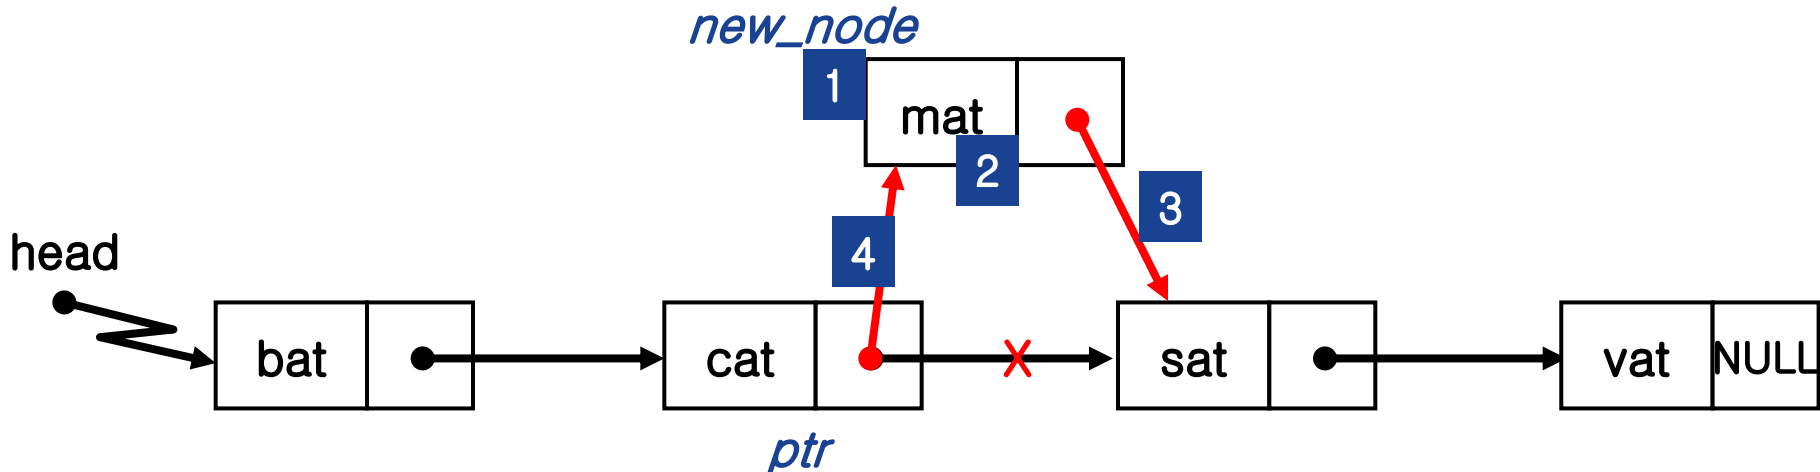 new_node
1
mat
2
3
4
head
bat
cat
sat
vat
NULL
ptr